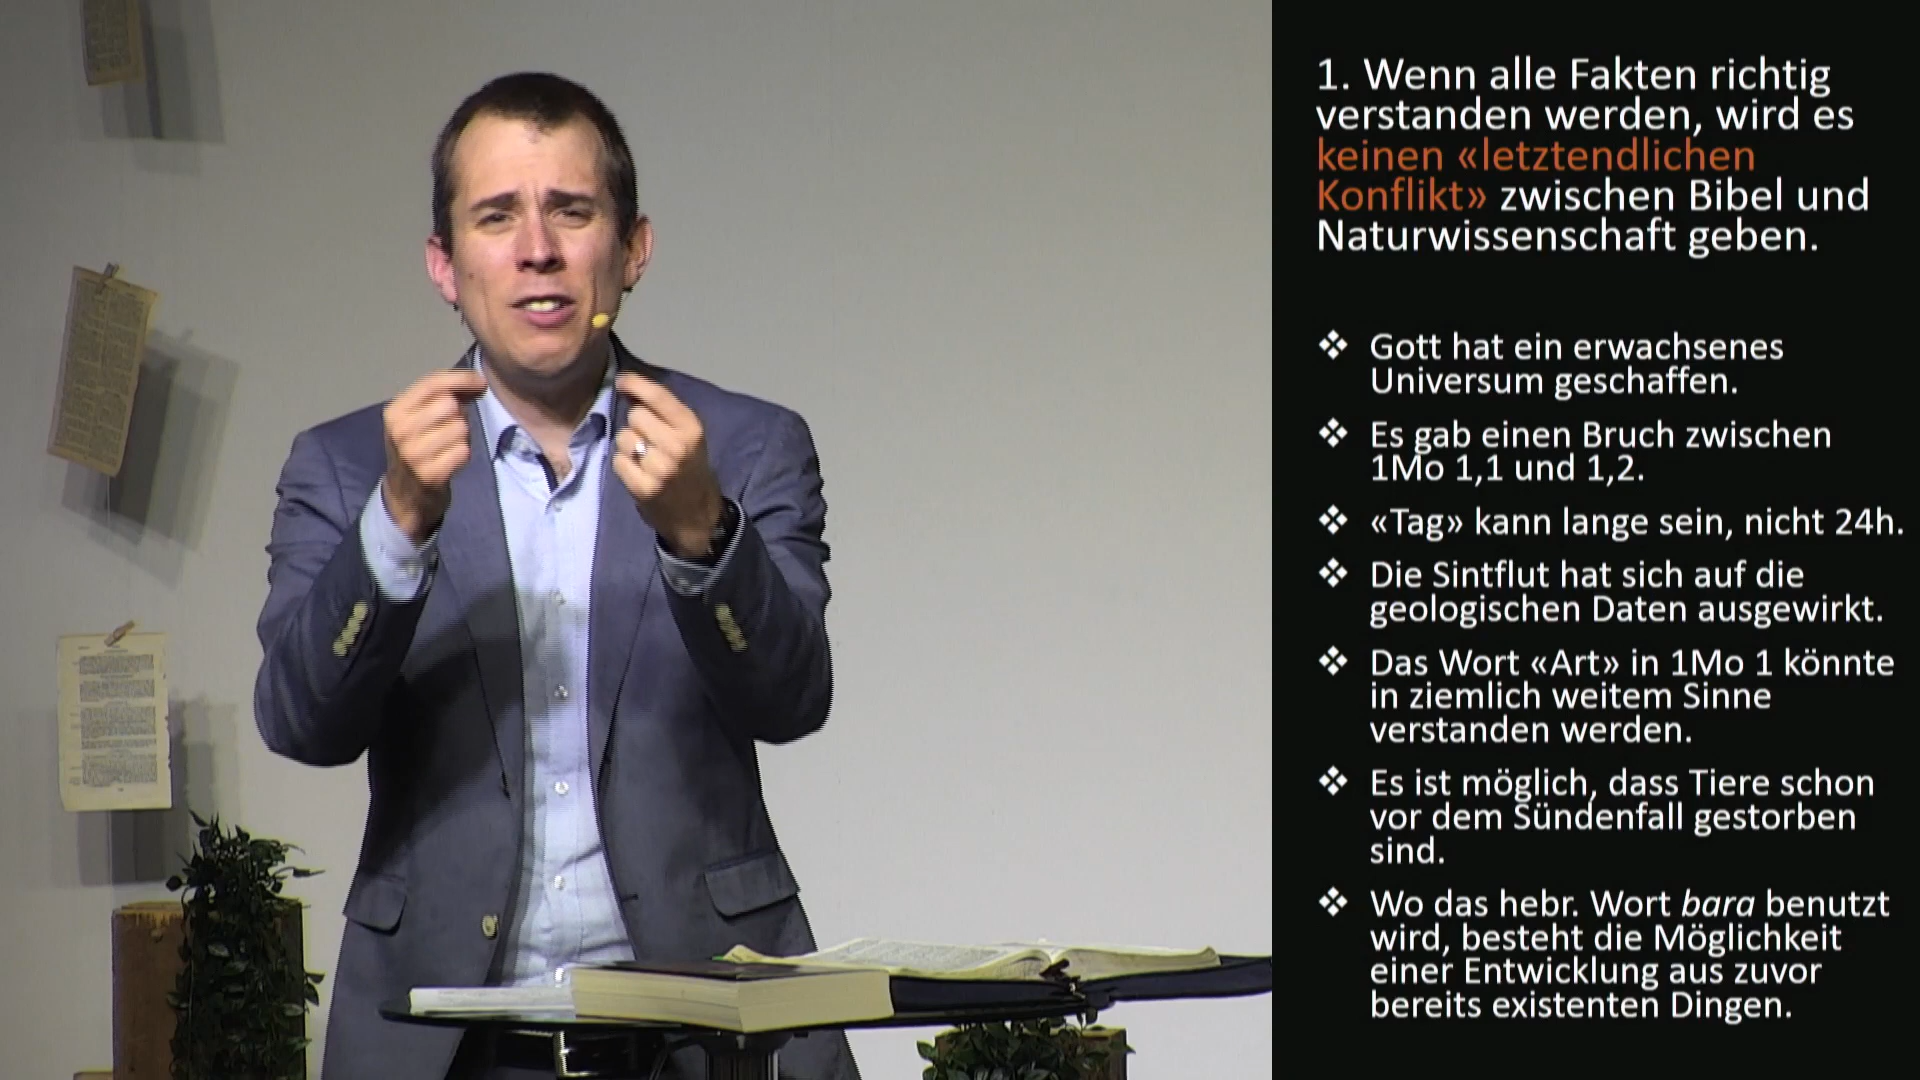 1. Wenn alle Fakten richtig
verstanden werden, wird es
keinen «letztendlichen
Konflikt» zwischen Bibel und
Naturwissenschaft geben.
❖ Gott hat ein erwachsenes
Universum geschaffen.
❖ Es gab einen Bruch zwischen
1Mo 1,1 und 1,2.
❖ «Tag» kann lange sein, nicht 24h.
❖ Die Sintflut hat sich auf die
geologischen Daten ausgewirkt.
❖ Das Wort «Art» in 1Mo 1 könnte
in ziemlich weitem Sinne
verstanden werden.
❖ Es ist möglich, dass Tiere schon
vor dem Sündenfall gestorben
sind.
❖ Wo das hebr. Wort bara benutzt
wird, besteht die Möglichkeit
einer Entwicklung aus zuvor
bereits existenten Dingen.